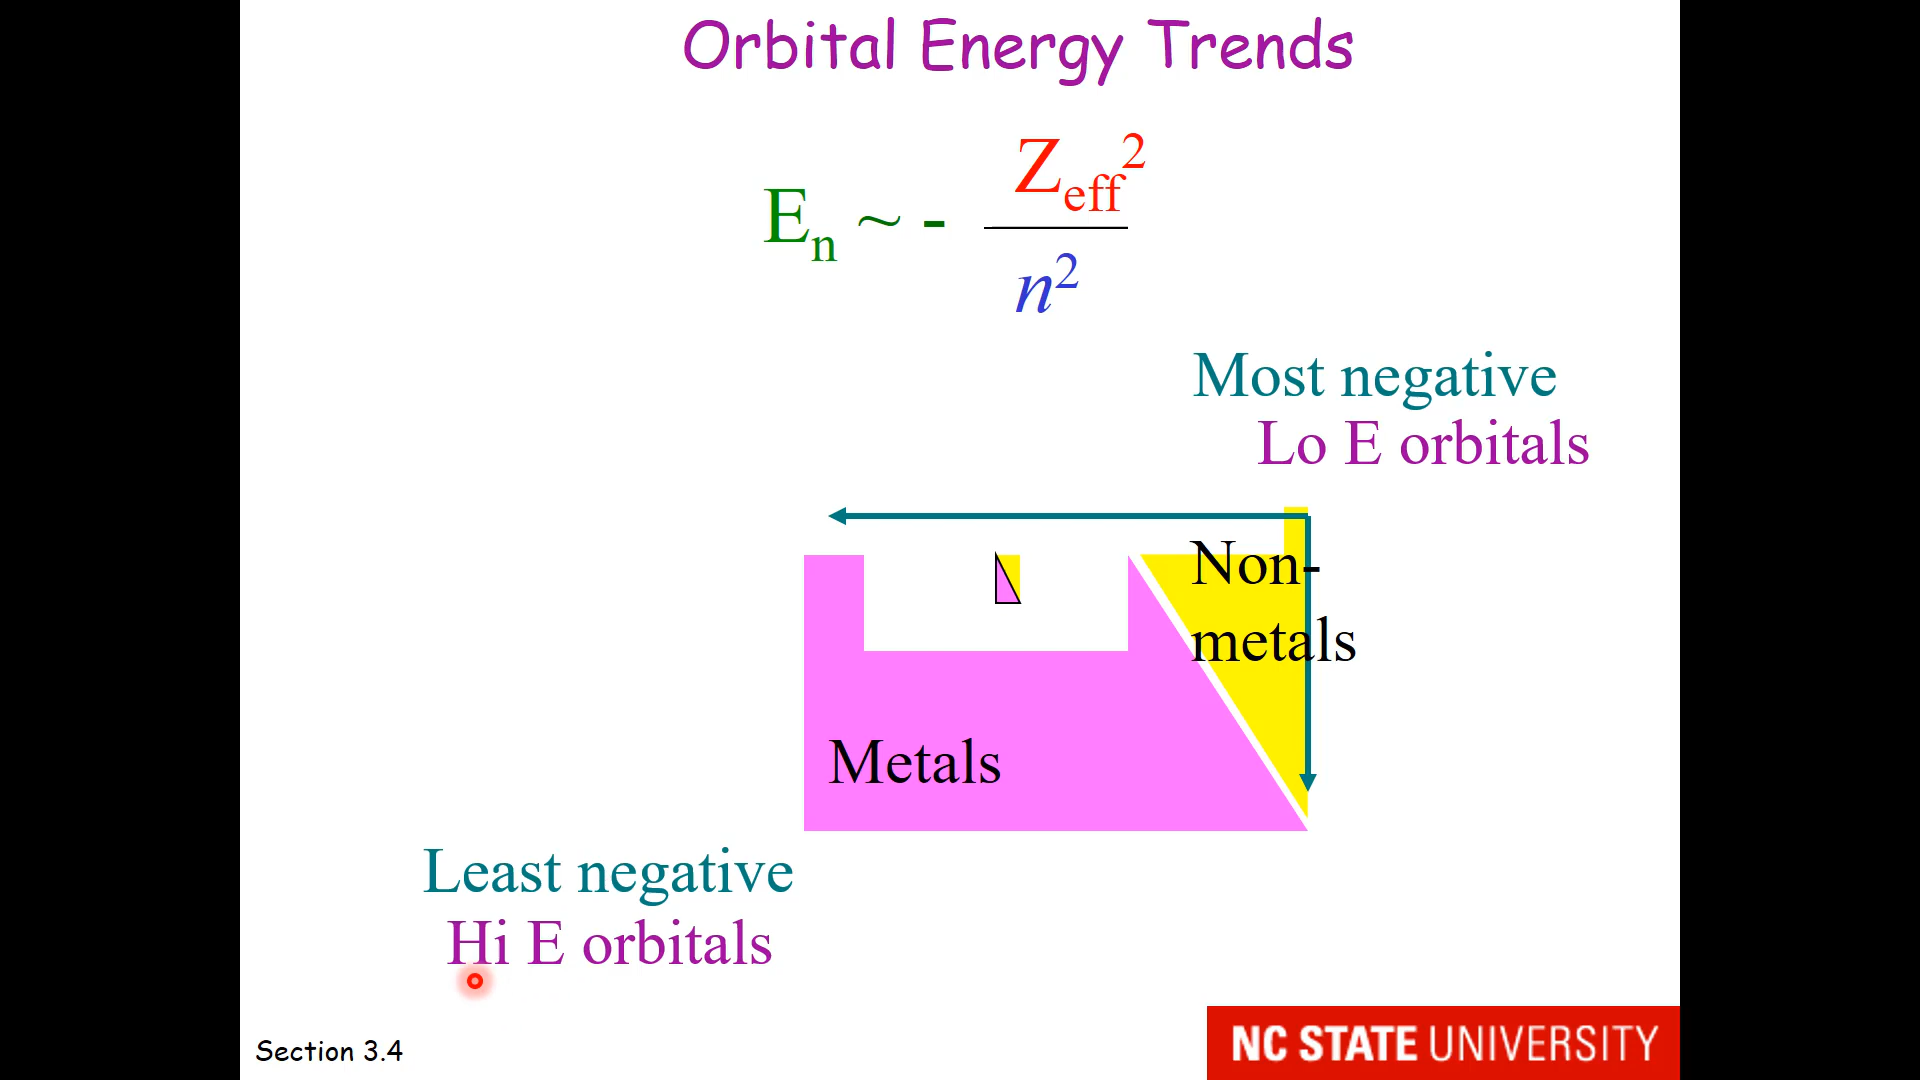 Orbital Energy Trends
Eₙ ~ - Z_eff² / n²
Most negative
Lo E orbitals
Non-
metals
Metals
Least negative
Hi E orbitals
Section 3.4
NC STATE UNIVERSITY